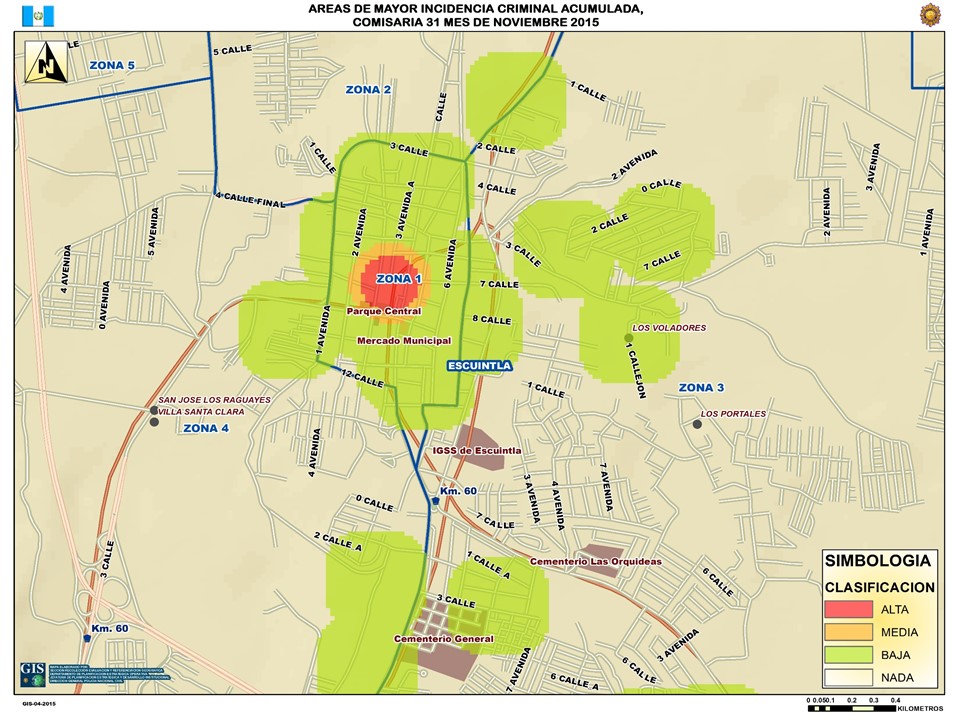 AREAS DE MAYOR INCIDENCIA CRIMINAL ACUMULADA,
COMISARIA 31 MES DE NOVIEMBRE 2015
N
5 CALLE
ZONA 5
ZONA 2
1 CALLE
CALLE
3 CALLE
2 CALLE
1 CALLE
2 AVENIDA
3 AVENIDA
4 CALLE
0 CALLE
4 CALLE FINAL
3 AVENIDA A
2 AVENIDA
5 AVENIDA
2 AVENIDA
1 AVENIDA
2 CALLE
4 AVENIDA
6 AVENIDA
3 CALLE
7 CALLE
ZONA 1
7 CALLE
0 AVENIDA
Parque Central
8 CALLE
1 AVENIDA
LOS VOLADORES
Mercado Municipal
ESCUINTLA
1 CALLEJON
12 CALLE
ZONA 3
1 CALLE
SAN JOSE LOS RAGUAYES
VILLA SANTA CLARA
LOS PORTALES
ZONA 4
4 AVENIDA
IGSS de Escuintla
Km. 60
3 AVENIDA
4 AVENIDA
7 AVENIDA
0 CALLE
7 CALLE
2 CALLE A
3 CALLE
1 CALLE A
Cementerio Las Orquideas
6 CALLE
3 CALLE
Km. 60
Cementerio General
3 AVENIDA
7 AVENIDA
6 CALLE
6 CALLE A
SIMBOLOGIA
CLASIFICACION
ALTA
MEDIA
BAJA
NADA
GIS
GIS-04-2015
0 0.05 0.1 0.2 0.3 0.4
KILOMETROS